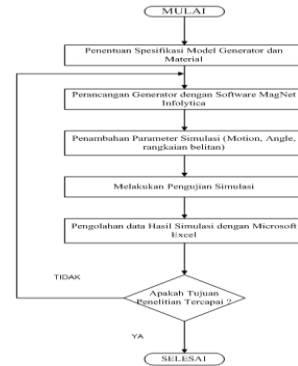 MULAI
Penentuan Spesifikasi Model Generator dan
Material
Perancangan Generator dengan Software MagNet
Infolytica
Penambahan Parameter Simulasi (Motion, Angle,
rangkaian belitan)
Melakukan Pengujian Simulasi
Pengolahan data Hasil Simulasi dengan Microsoft
Excel
TIDAK
Apakah Tujuan
Penelitian Tercapai ?
YA
SELESAI